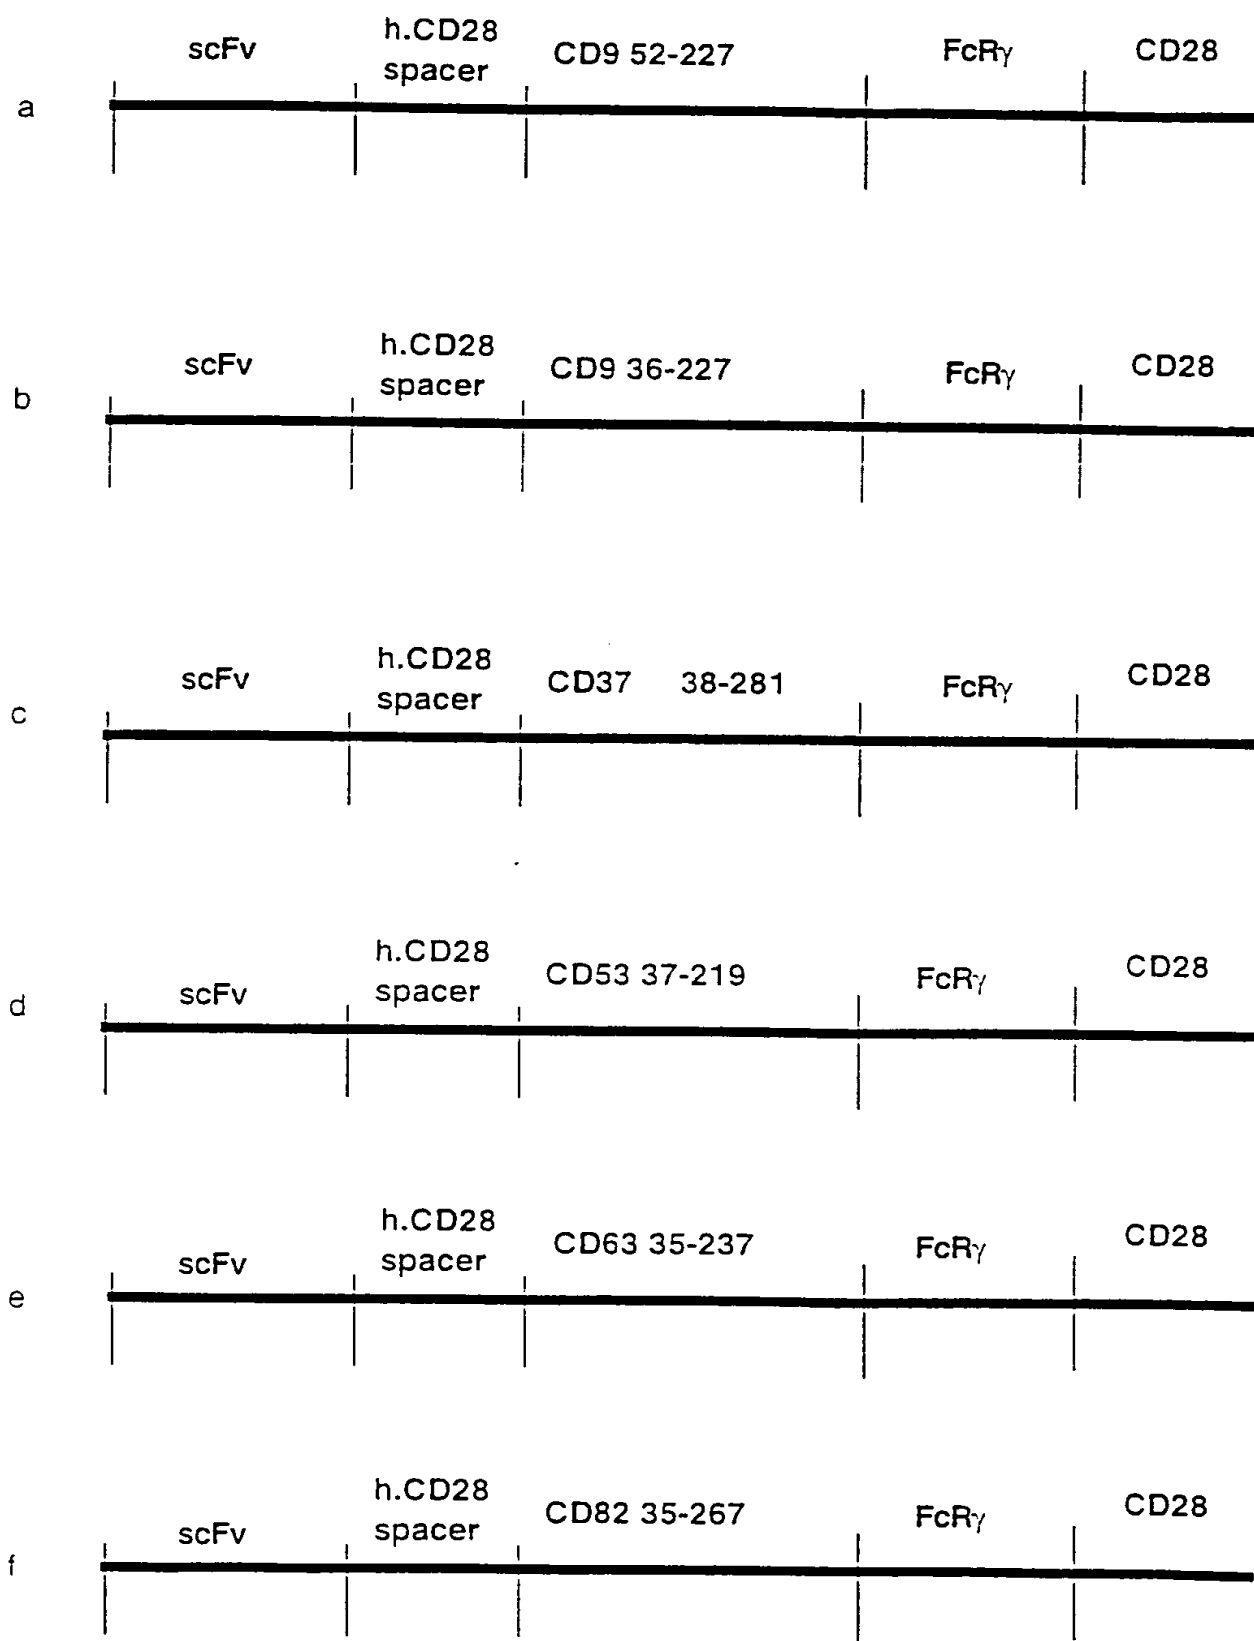 a
scFv
h.CD28
spacer
CD9 52-227
FcRγ
CD28
b
scFv
h.CD28
spacer
CD9 36-227
FcRγ
CD28
c
scFv
h.CD28
spacer
CD37 38-281
FcRγ
CD28
d
scFv
h.CD28
spacer
CD53 37-219
FcRγ
CD28
e
scFv
h.CD28
spacer
CD63 35-237
FcRγ
CD28
f
scFv
h.CD28
spacer
CD82 35-267
FcRγ
CD28